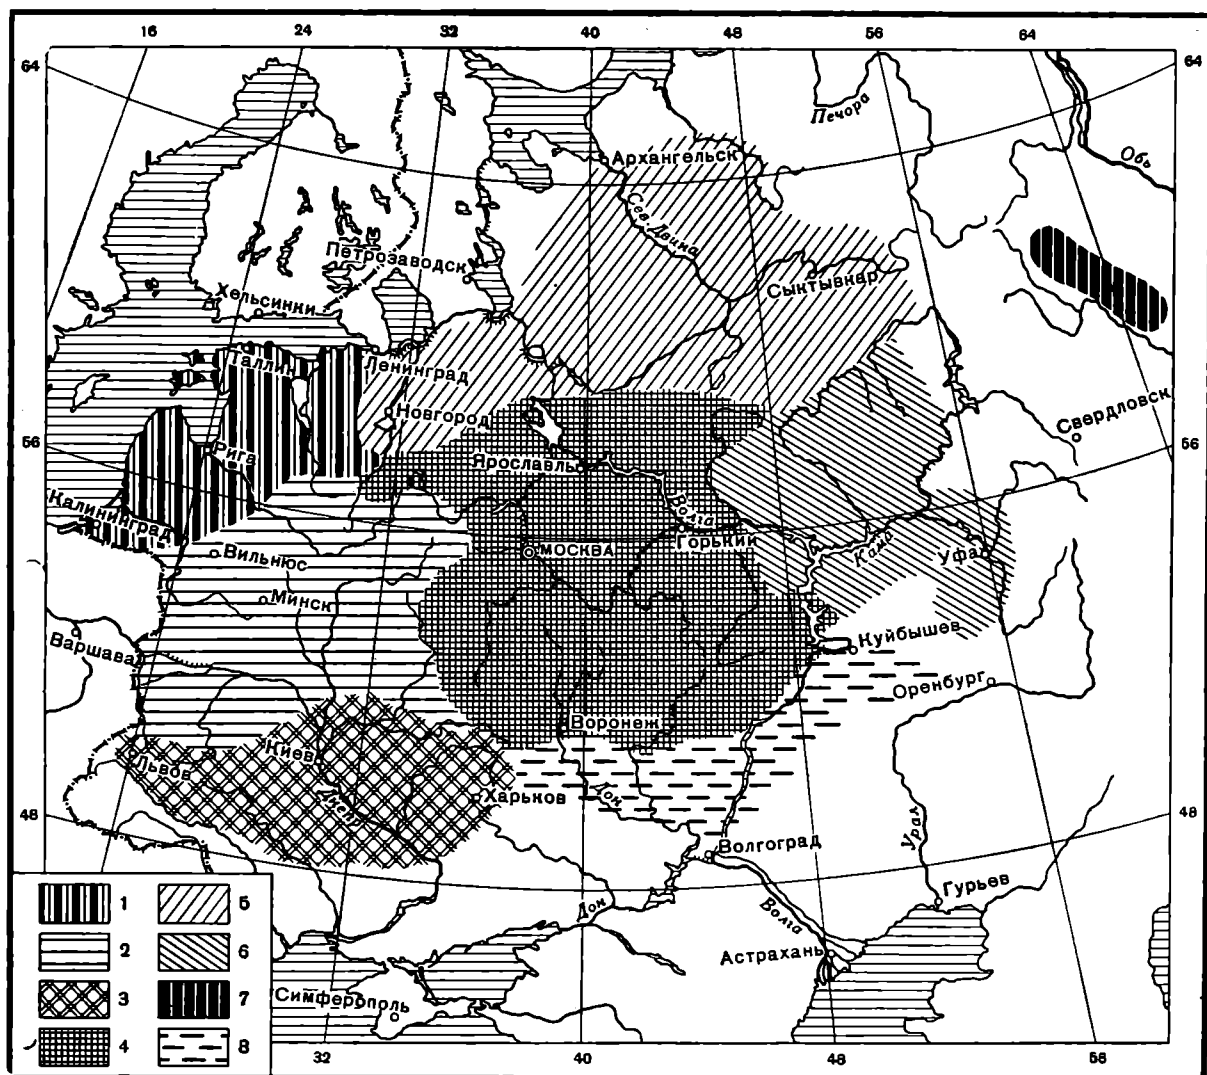 16 24 32 40 48 56 64
64 64
Печора
Архангельск
Обь
Сев. Двина
Петрозаводск
Сыктывкар
Хельсинки
Таллин
Ленинград
Новгород
Свердловск
56 56
Рига
Ярославль
Калининград
Волга
Горький
МОСКВА
Кама
Уфа
Вильнюс
Минск
Куйбышев
Варшава
Оренбург
Воронеж
Киев
Львов
Днепр
Харьков
Дон
48 48
Волгоград
Урал
Гурьев
1 5
Дон
Волга
2 6
Астрахань
3 7
Симферополь
4 8
32 40 48 56